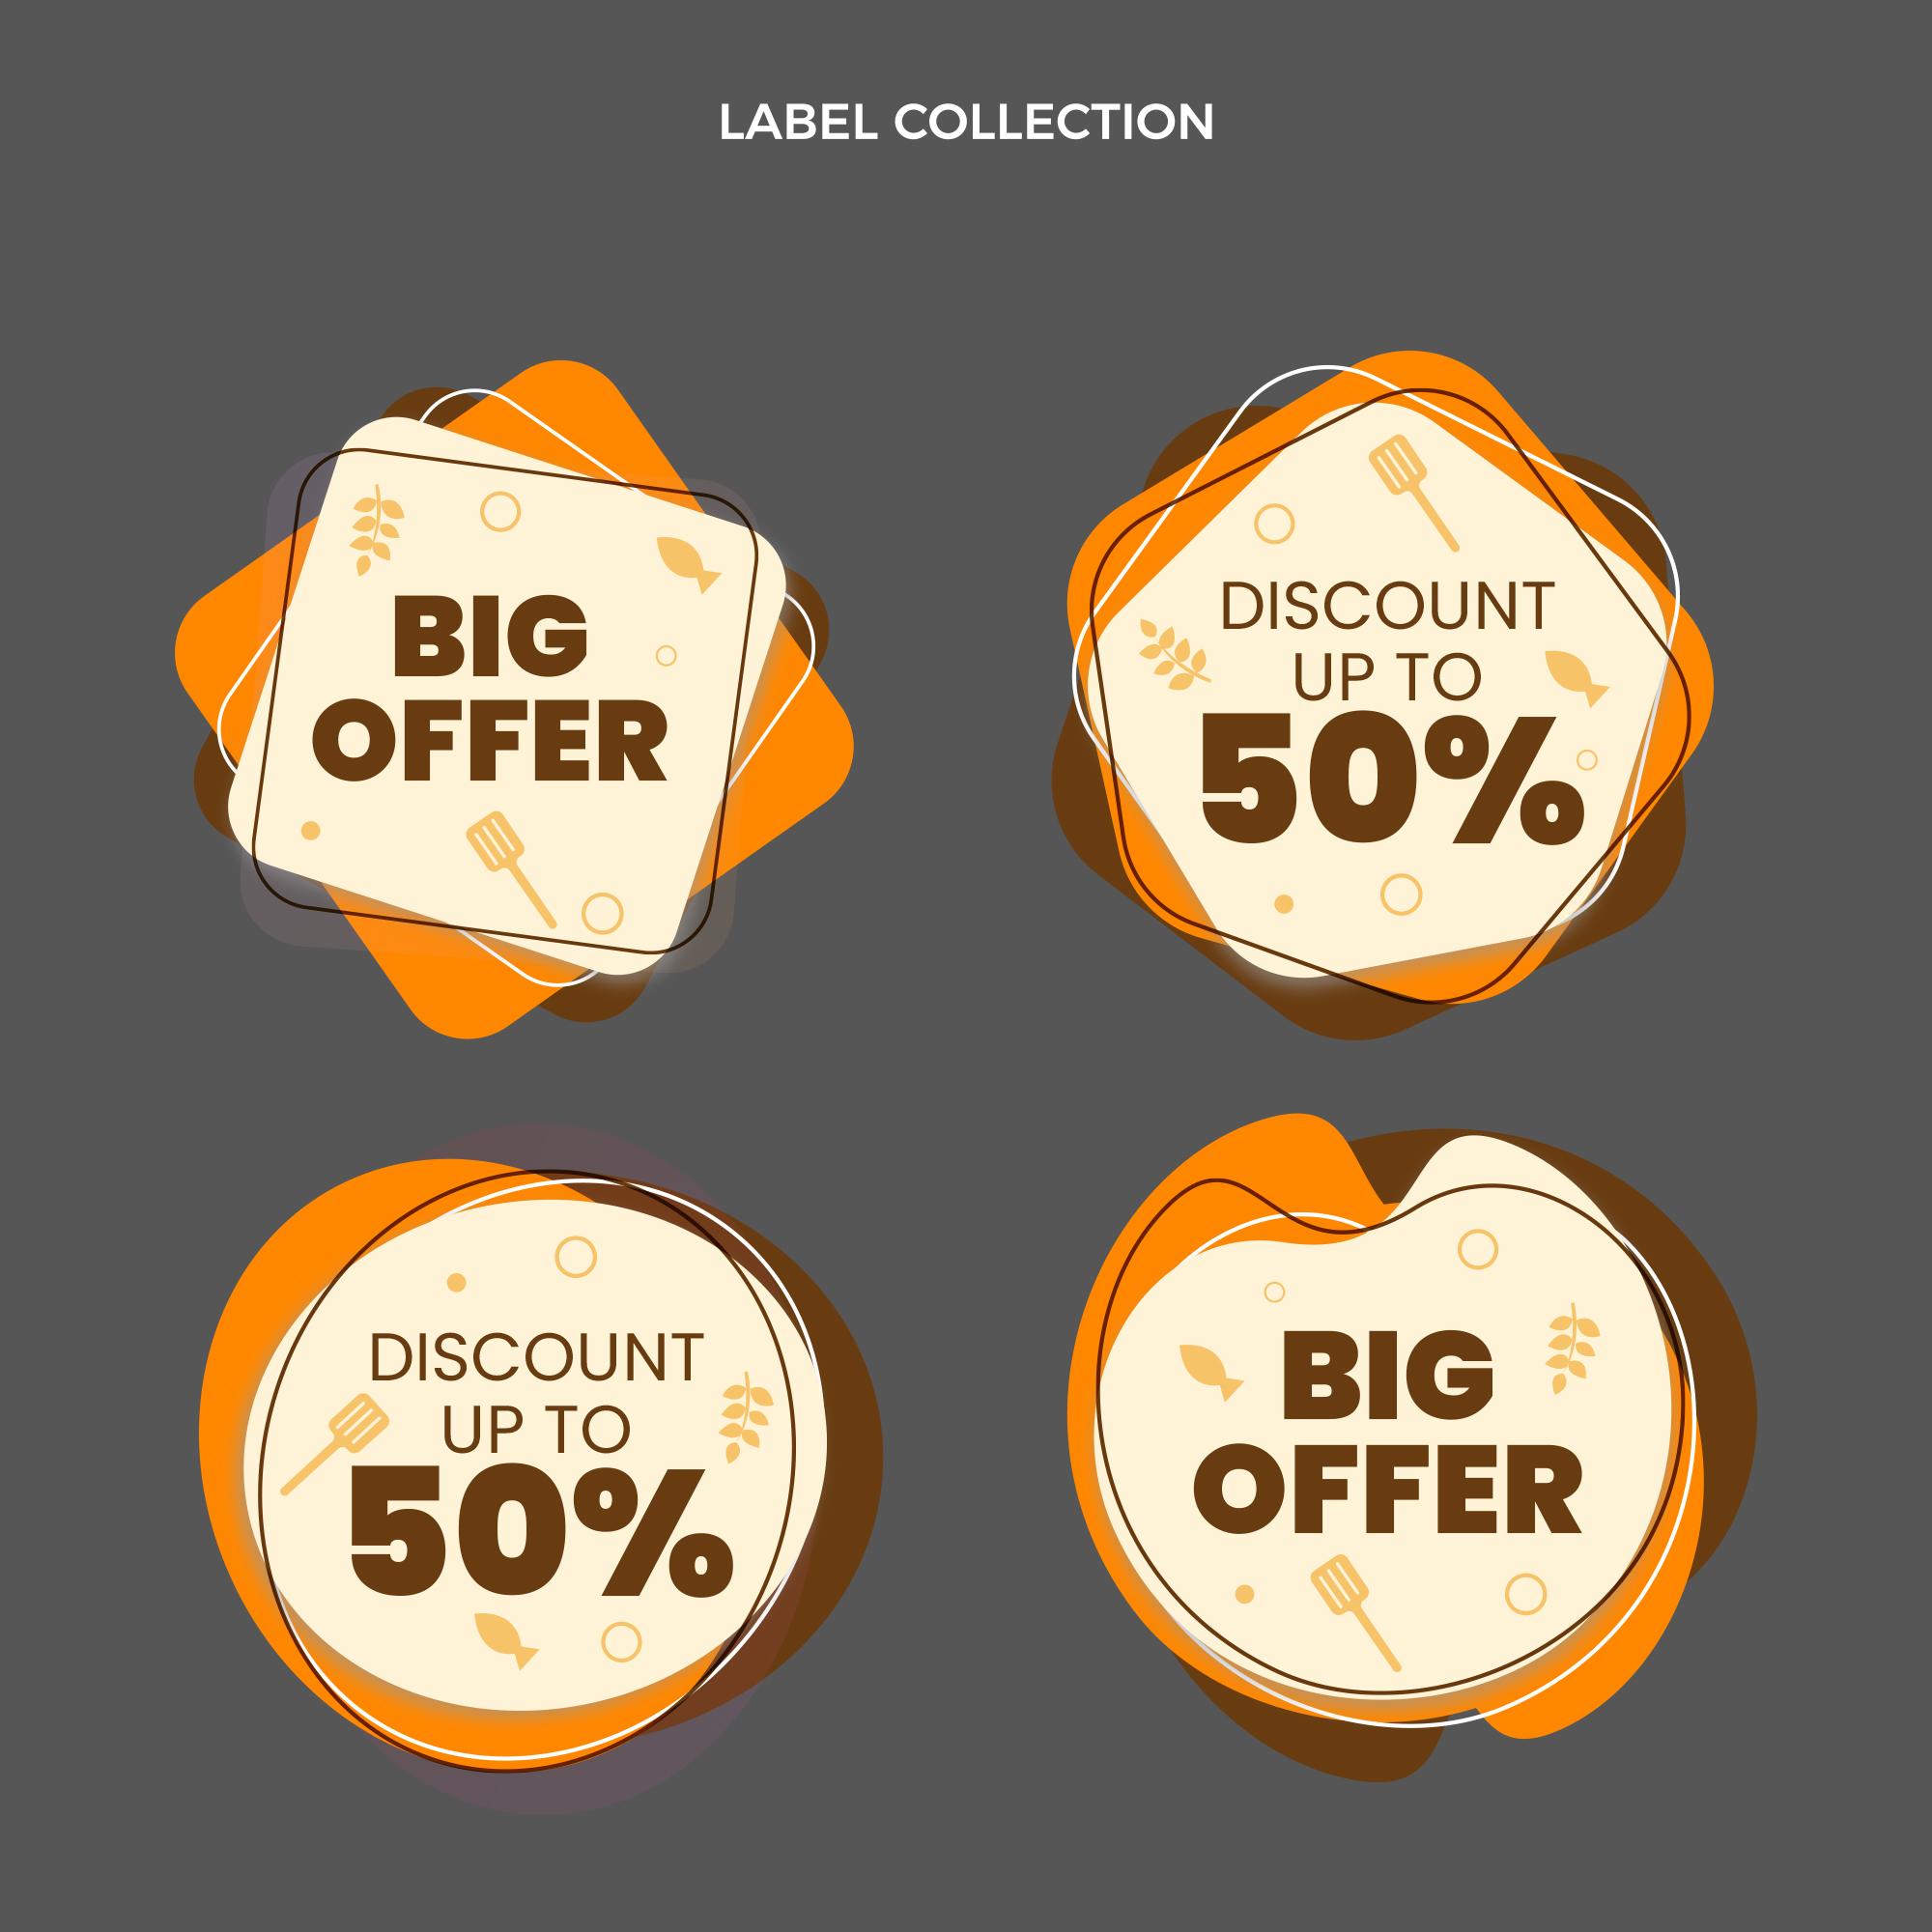 LABEL COLLECTION
BIG
OFFER
DISCOUNT
UP TO
50%
DISCOUNT
UP TO
50%
BIG
OFFER